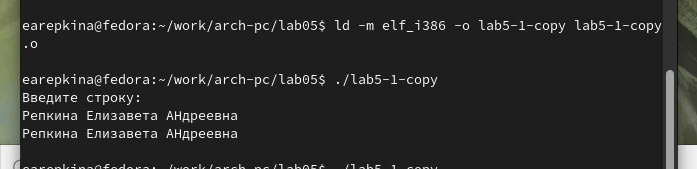 earepkina@fedora:~/work/arch-pc/lab05$ ld -m elf_i386 -o lab5-1-copy lab5-1-copy
.o
earepkina@fedora:~/work/arch-pc/lab05$ ./lab5-1-copy
Введите строку:
Репкина Елизавета АНдреевна
Репкина Елизавета АНдреевна
earepkina@fedora:~/work/arch-pc/lab05$ ./lab5-1-copy